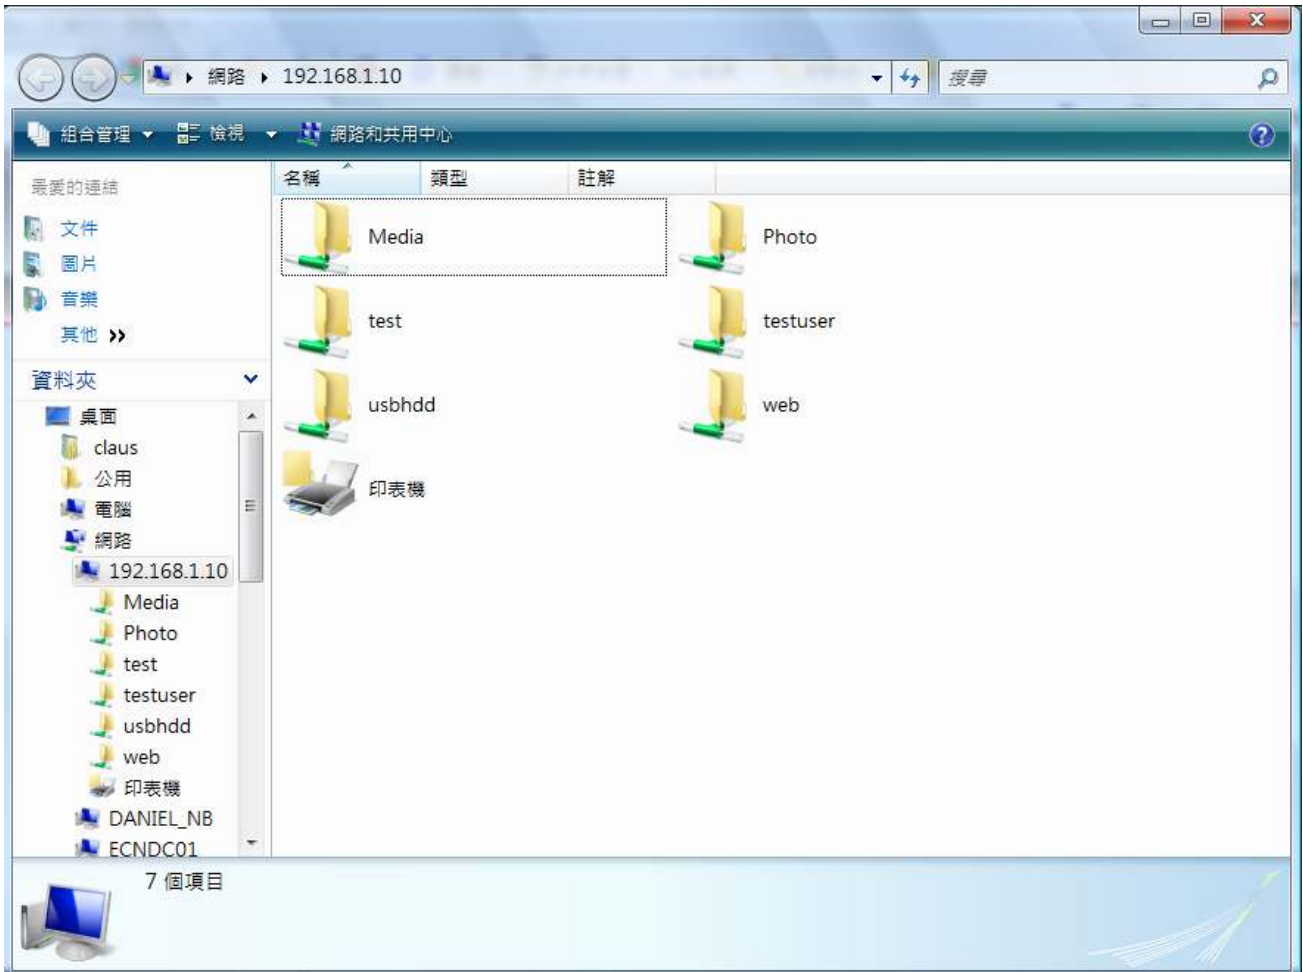 網路 192.168.1.10
搜尋
組合管理 檢視 網路和共用中心
最愛的連結
文件
圖片
音樂
其他
資料夾
桌面
claus
公用
電腦
網路
192.168.1.10
Media
Photo
test
testuser
usbhdd
web
印表機
DANIEL_NB
ECNDC01
名稱 類型 註解
Media Photo
test testuser
usbhdd web
印表機
7 個項目